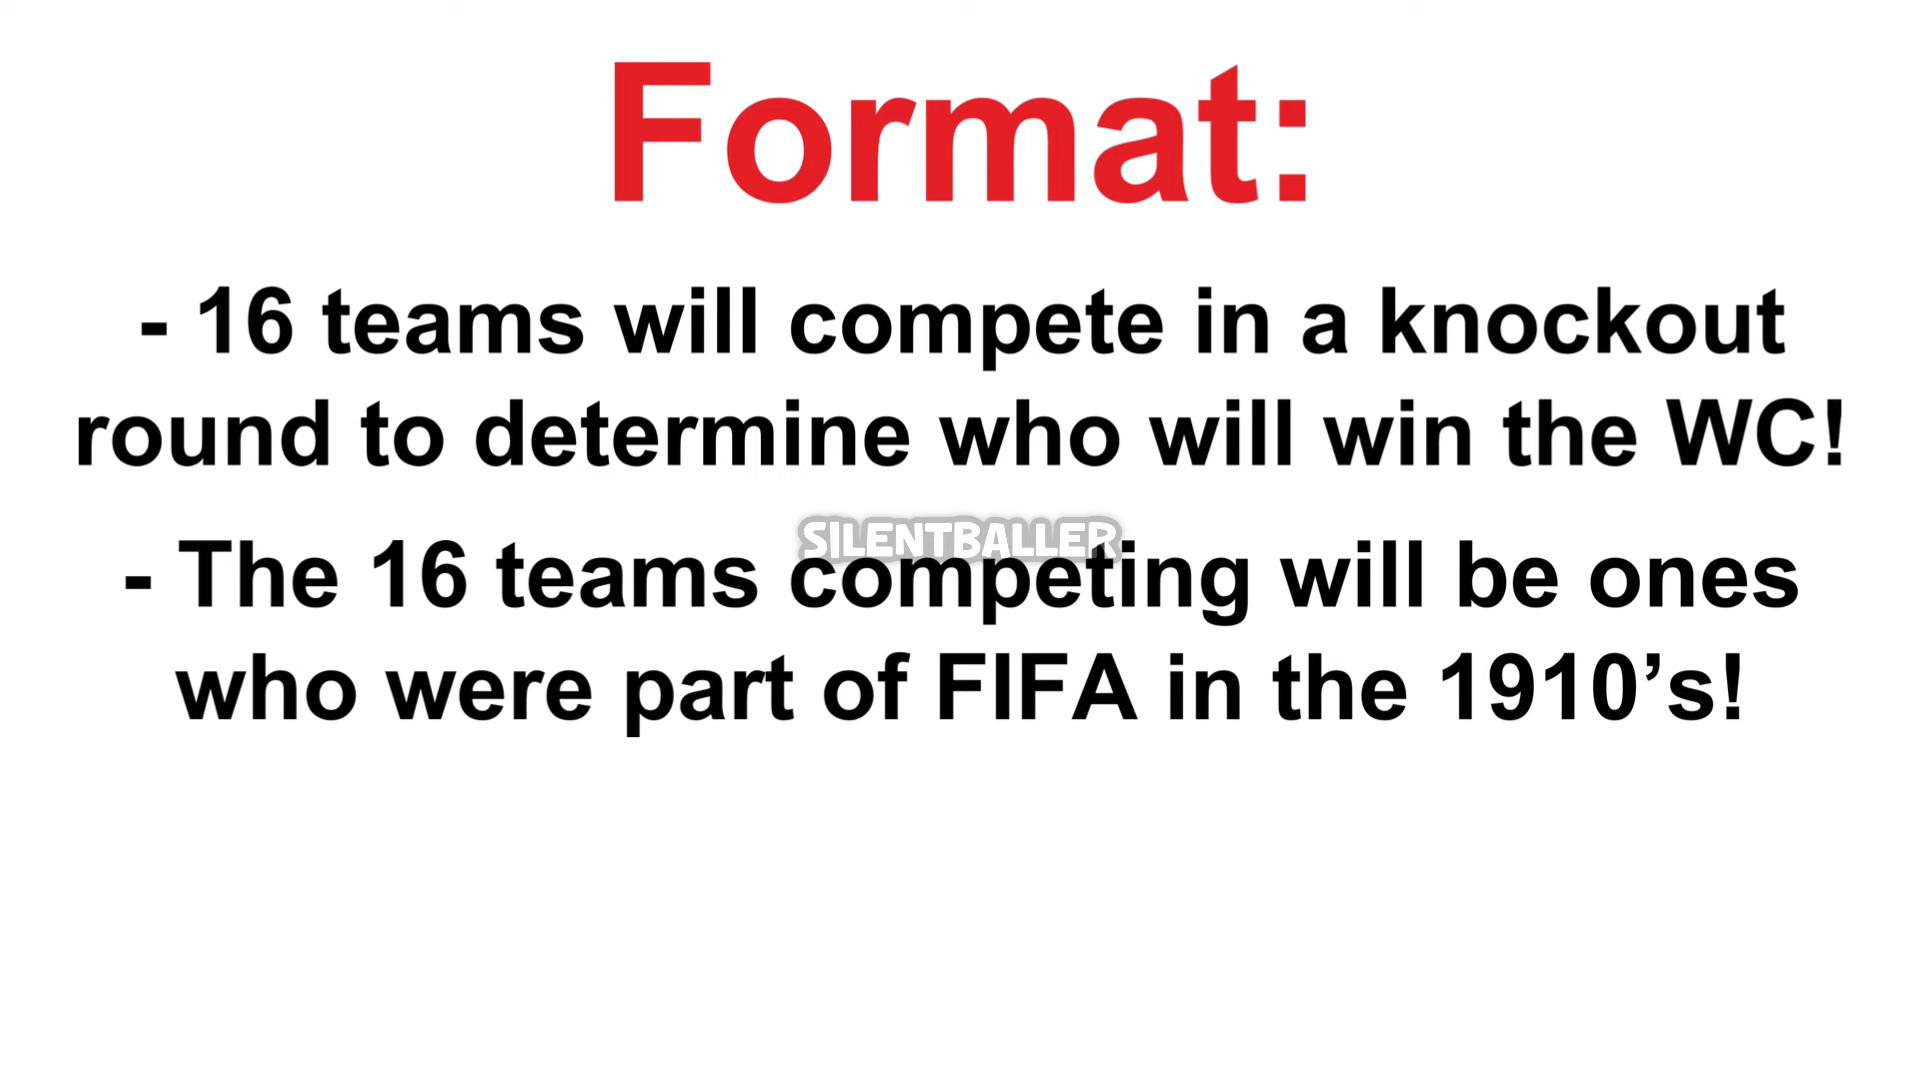 Format:
- 16 teams will compete in a knockout
round to determine who will win the WC!
SILENTBALLER
- The 16 teams competing will be ones
who were part of FIFA in the 1910’s!